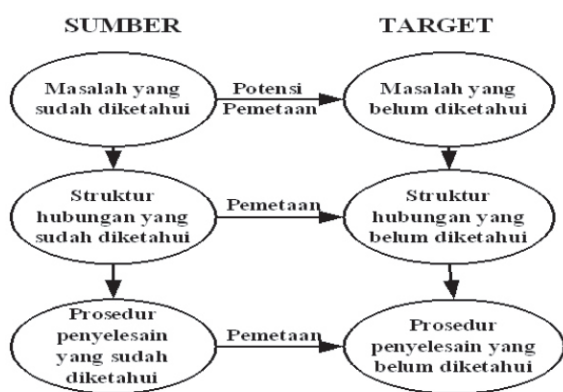 SUMBER
TARGET
Masalah yang
sudah diketahui
Potensi
Pemetaan
Masalah yang
belum diketahui
Struktur
hubungan yang
sudah diketahui
Pemetaan
Struktur
hubungan yang
belum diketahui
Prosedur
penyelesain
yang sudah
diketahui
Pemetaan
Prosedur
penyelesain yang
belum diketahui